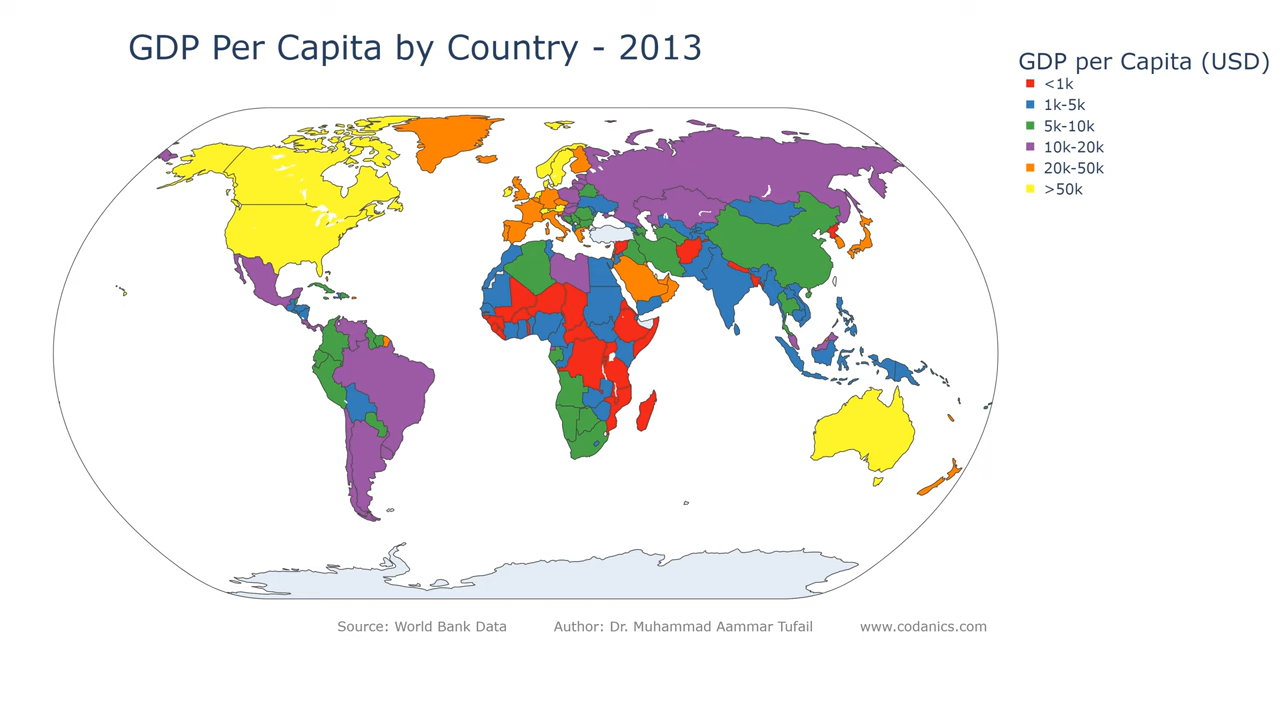 GDP Per Capita by Country - 2013
GDP per Capita (USD)
<1k
1k-5k
5k-10k
10k-20k
20k-50k
>50k
Source: World Bank Data Author: Dr. Muhammad Aammar Tufail www.codanics.com